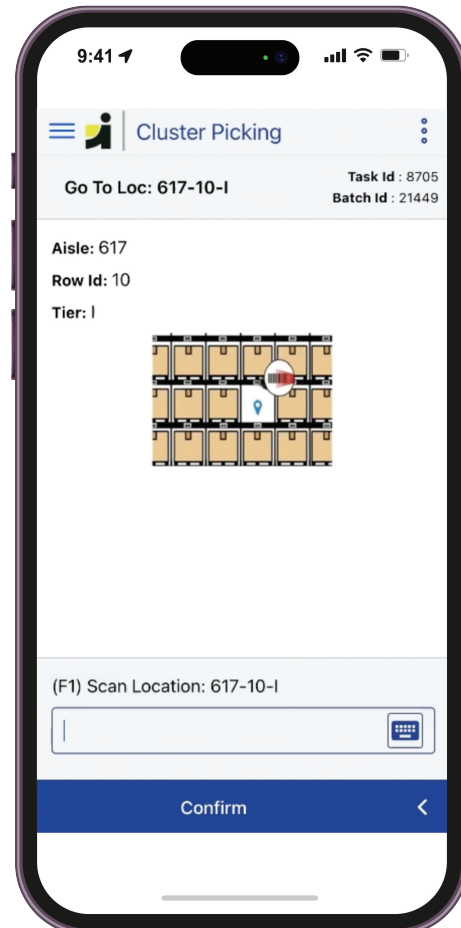 9:41
Cluster Picking
Go To Loc: 617-10-I
Task Id : 8705
Batch Id : 21449
Aisle: 617
Row Id: 10
Tier: I
(F1) Scan Location: 617-10-I
Confirm